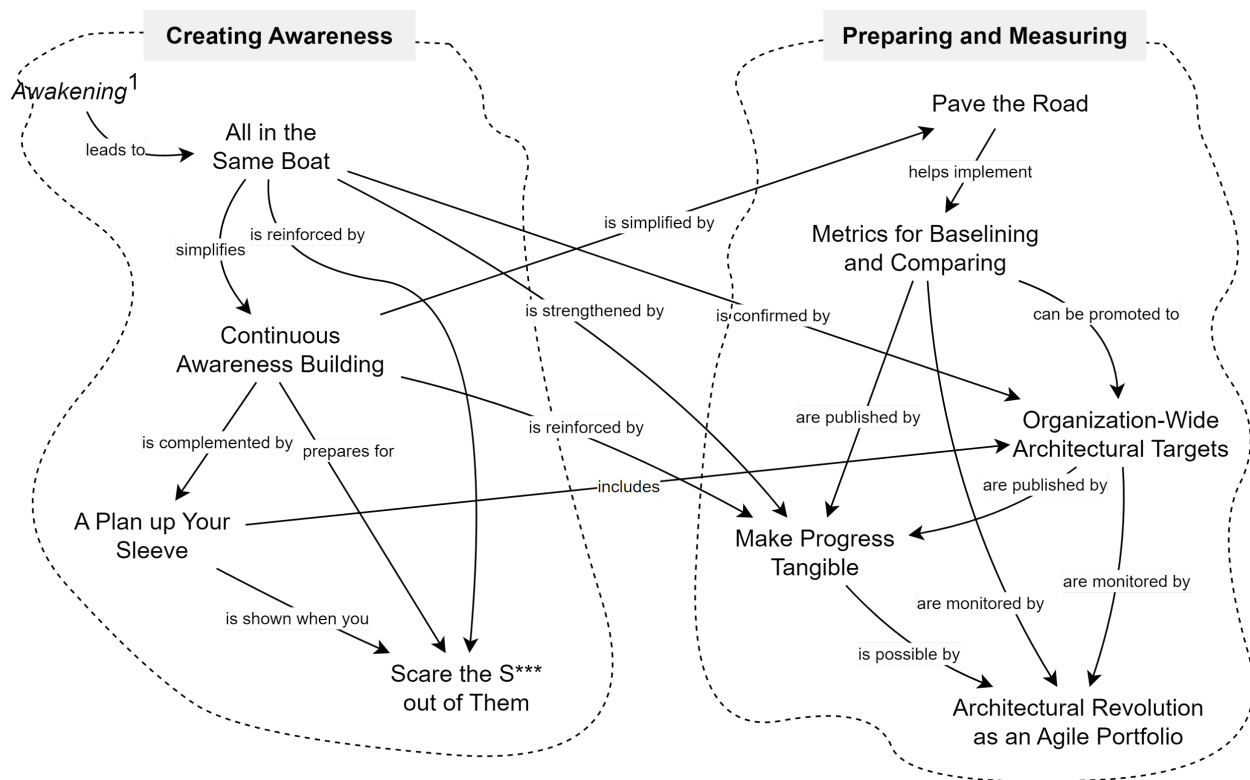 Creating Awareness
Preparing and Measuring
Awakening1
leads to
All in the
Same Boat
simplifies
is reinforced by
Continuous
Awareness Building
is complemented by
prepares for
A Plan up Your
Sleeve
is shown when you
Scare the S***
out of Them
is simplified by
is strengthened by
is confirmed by
is reinforced by
includes
Pave the Road
helps implement
Metrics for Baselining
and Comparing
can be promoted to
are published by
Organization-Wide
Architectural Targets
are published by
Make Progress
Tangible
are monitored by
are monitored by
is possible by
Architectural Revolution
as an Agile Portfolio